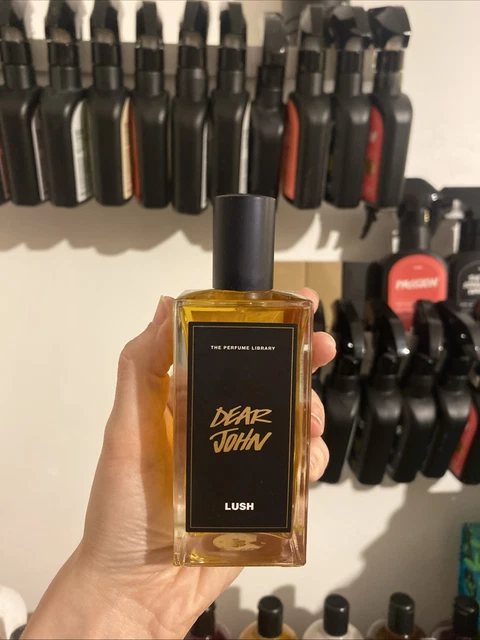 THE PERFUME LIBRARY
DEAR
JOHN
LUSH
PASSION